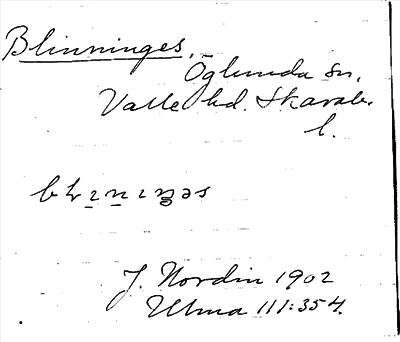 Blinninges,
Öglunda sn,
Valle hd. Skarab.
l.
J. Nordin 1902
Ulma 111:354.